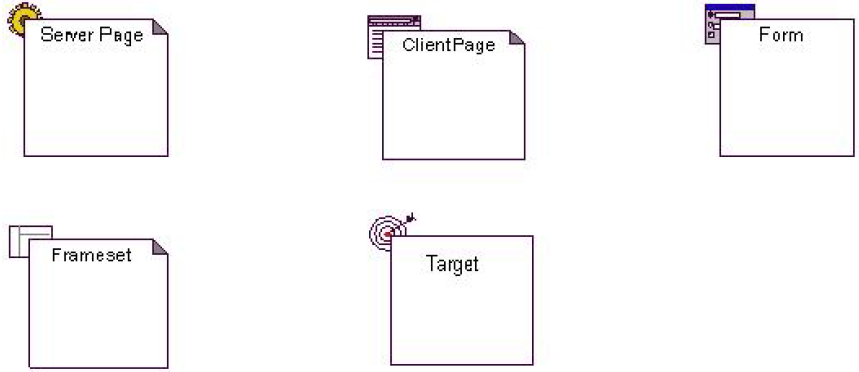 Server Page
ClientPage
Form
Frameset
Target